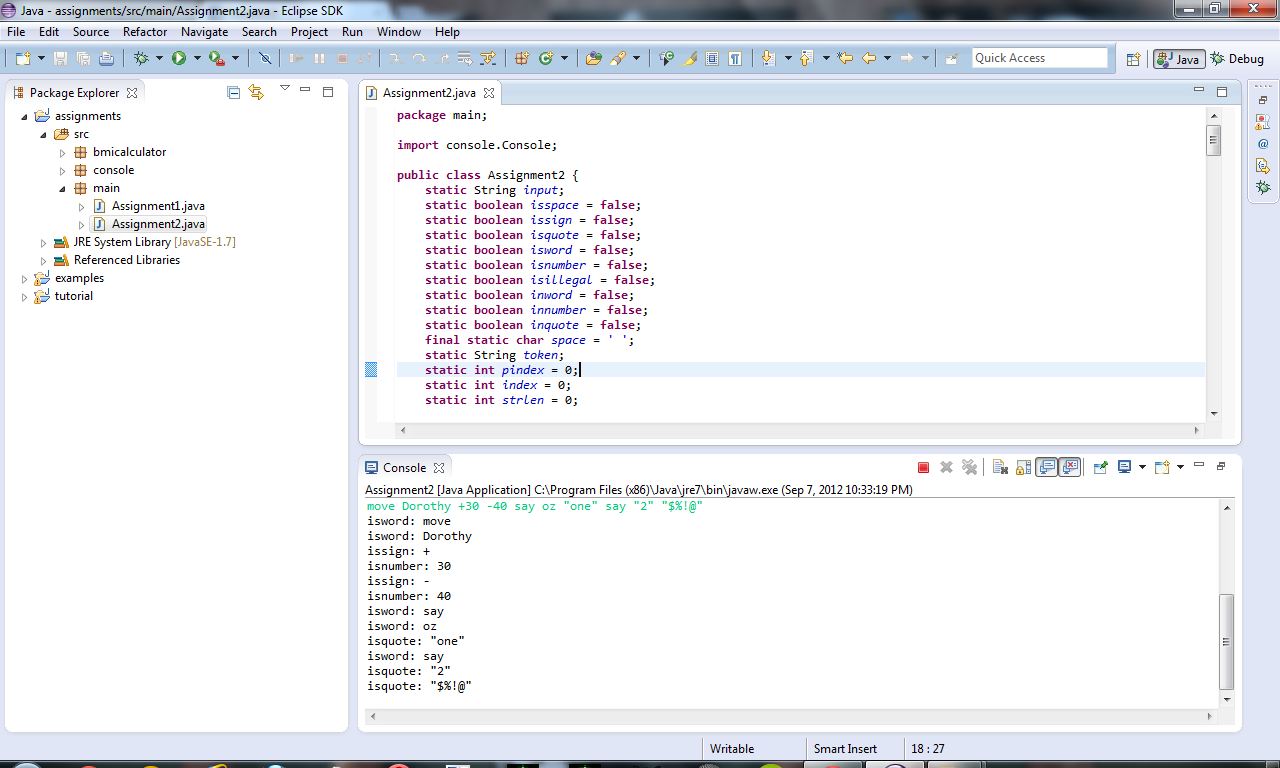 Java - assignments/src/main/Assignment2.java - Eclipse SDK
File Edit Source Refactor Navigate Search Project Run Window Help
Quick Access
Java
Debug
Package Explorer
assignments
src
bmicalculator
console
main
Assignment1.java
Assignment2.java
JRE System Library [JavaSE-1.7]
Referenced Libraries
examples
tutorial
Assignment2.java
package main;
import console.Console;
public class Assignment2 {
static String input;
static boolean isspace = false;
static boolean issign = false;
static boolean isquote = false;
static boolean isword = false;
static boolean isnumber = false;
static boolean isillegal = false;
static boolean inword = false;
static boolean innumber = false;
static boolean inquote = false;
final static char space = ' ';
static String token;
static int pindex = 0;
static int index = 0;
static int strlen = 0;
Console
Assignment2 [Java Application] C:\Program Files (x86)\Java\jre7\bin\javaw.exe (Sep 7, 2012 10:33:19 PM)
move Dorothy +30 -40 say oz "one" say "2" "$%!@"
isword: move
isword: Dorothy
issign: +
isnumber: 30
issign: -
isnumber: 40
isword: say
isword: oz
isquote: "one"
isword: say
isquote: "2"
isquote: "$%!@"
Writable
Smart Insert
18 : 27